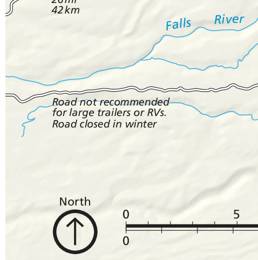 42km
Falls River
Road not recommended
for large trailers or RVs.
Road closed in winter
North
0 5
0